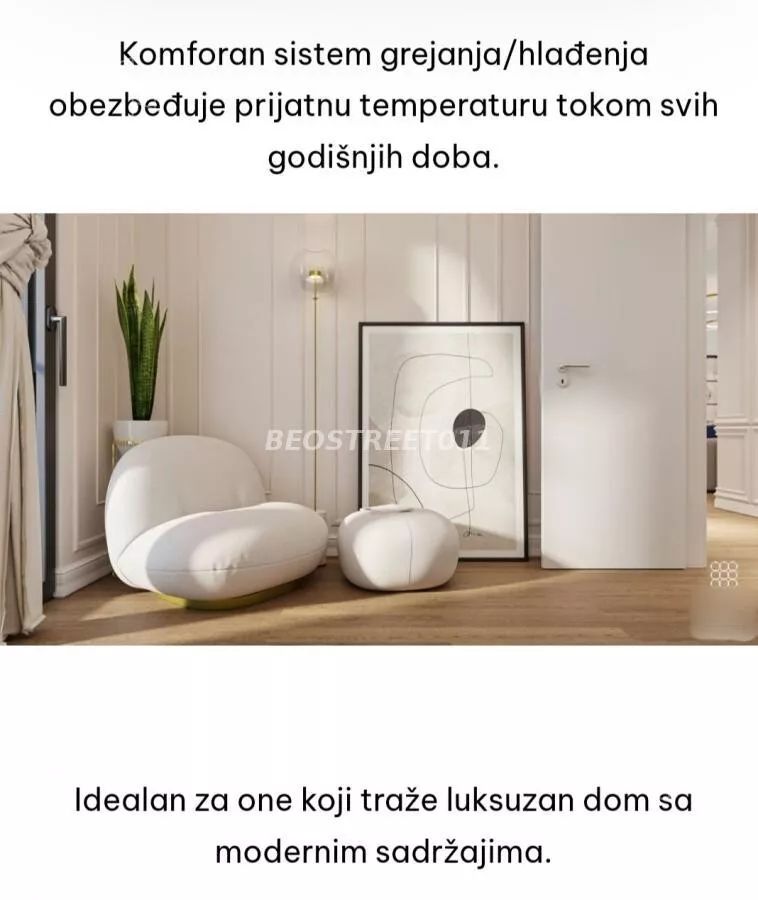 Komforan sistem grejanja/hlađenja
obezbeđuje prijatnu temperaturu tokom svih
godišnjih doba.
BEOSTREET011
Idealan za one koji traže luksuzan dom sa
modernim sadržajima.